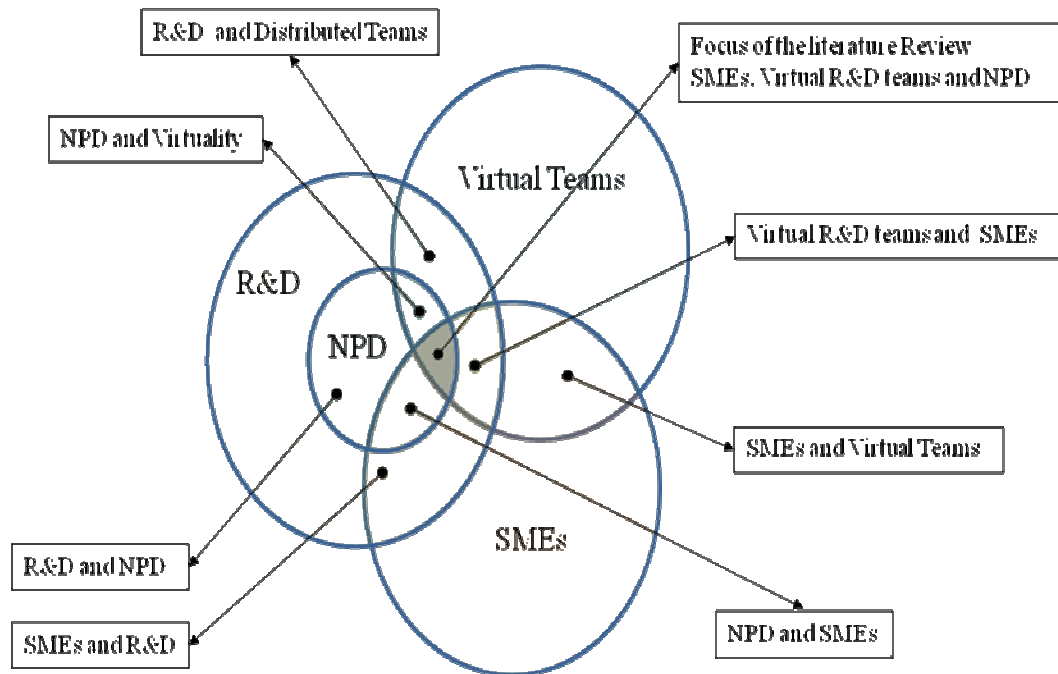 R&D and Distributed Teams
Focus of the literature Review
SMEs, Virtual R&D teams and NPD
NPD and Virtuality
Virtual Teams
Virtual R&D teams and SMEs
R&D
NPD
SMEs and Virtual Teams
SMEs
R&D and NPD
NPD and SMEs
SMEs and R&D